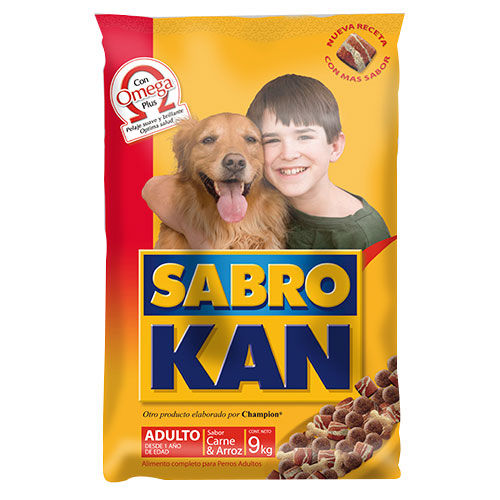 NUEVA RECETA
CON MAS SABOR
Con
Omega
Plus
Pelaje suave y brillante
Optima salud
SABRO
KAN
Otro producto elaborado por Champion®
ADULTO
DESDE 1 AÑO
DE EDAD
Sabor
Carne
& Arroz
CONT. NETO
9kg
Alimento completo para Perros Adultos